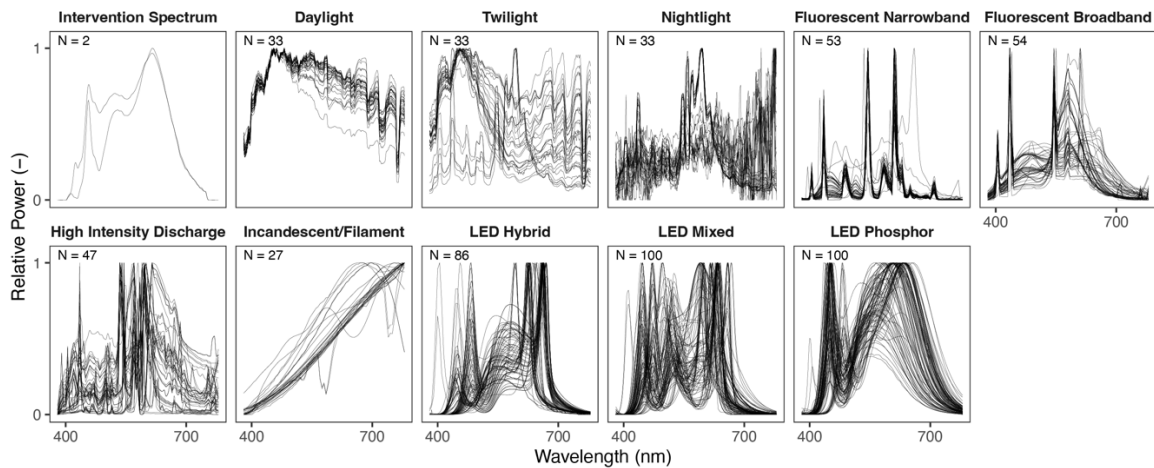 Intervention Spectrum Daylight Twilight Nightlight Fluorescent Narrowband Fluorescent Broadband
N = 2 N = 33 N = 33 N = 33 N = 53 N = 54
1
0
400 700
High Intensity Discharge Incandescent/Filament LED Hybrid LED Mixed LED Phosphor
N = 47 N = 27 N = 86 N = 100 N = 100
1
0
400 700 400 700 400 700 400 700 400 700
Relative Power (−)
Wavelength (nm)